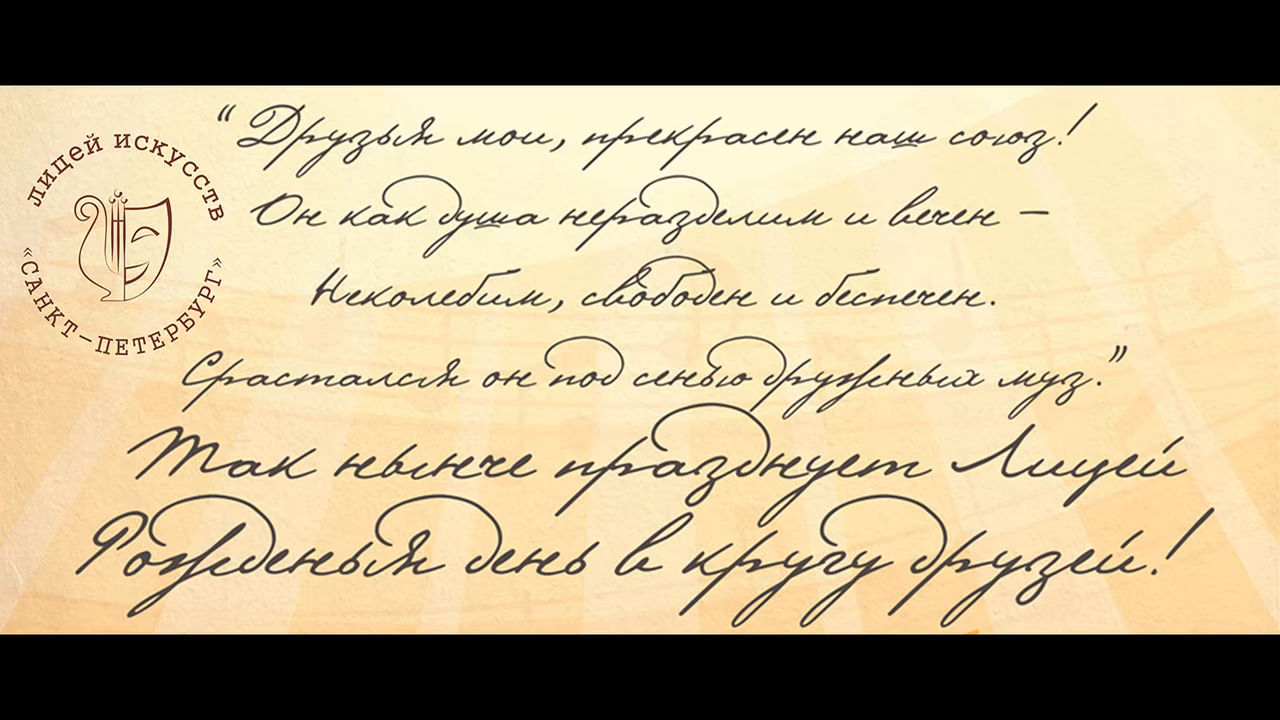 ЛИЦЕЙ ИСКУССТВ
«САНКТ-ПЕТЕРБУРГ»
“Друзья мои, прекрасен наш союз!
Он как душа неразделим и вечен –
Неколебим, свободен и беспечен.
Срастался он под сенью дружных муз.”
Так нынче празднует Лицей
Рожденья день в кругу друзей!